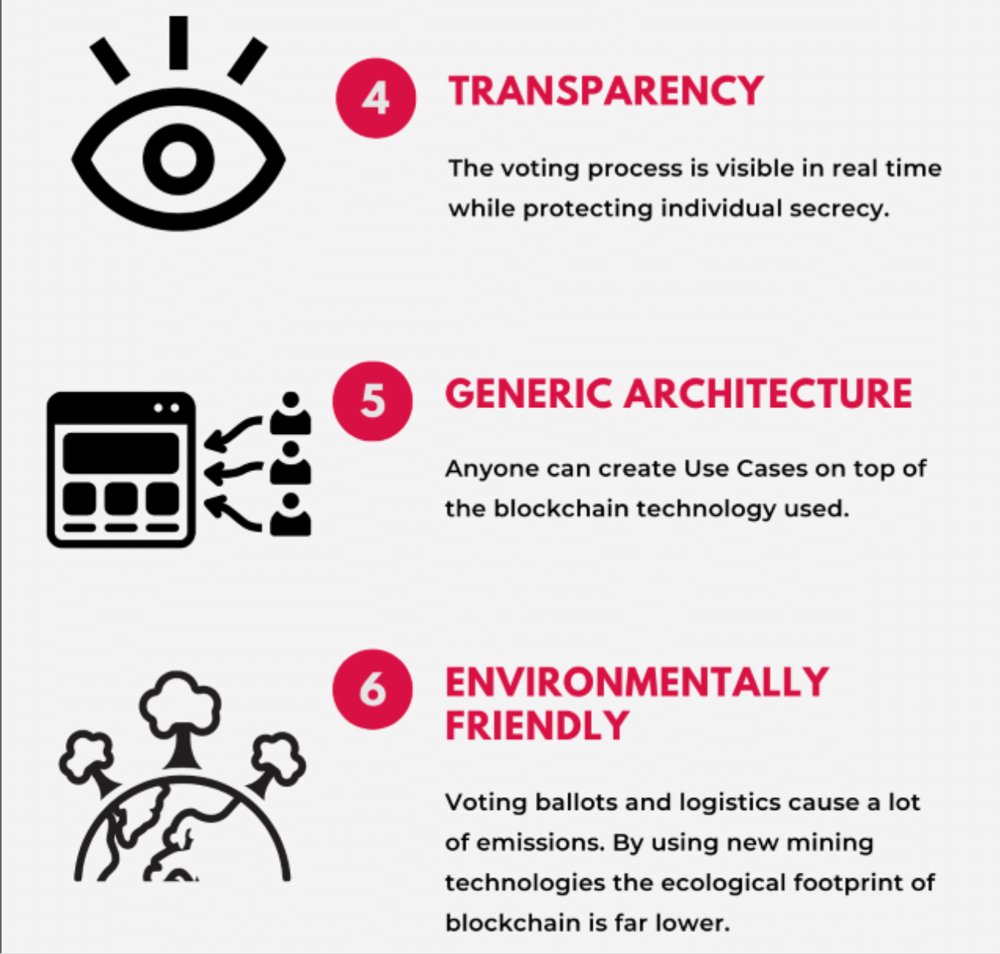 4
TRANSPARENCY
The voting process is visible in real time
while protecting individual secrecy.
5
GENERIC ARCHITECTURE
Anyone can create Use Cases on top of
the blockchain technology used.
6
ENVIRONMENTALLY
FRIENDLY
Voting ballots and logistics cause a lot
of emissions. By using new mining
technologies the ecological footprint of
blockchain is far lower.